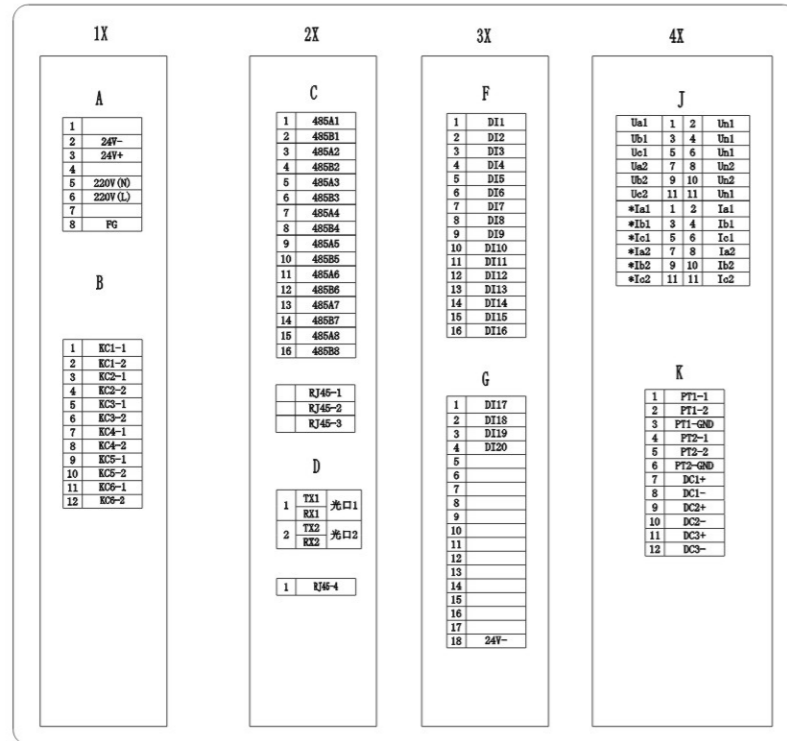 1X
A
1
2 24V-
3 24V+
4
5 220V(N)
6 220V(L)
7
8 FG
B
1 KC1-1
2 KC1-2
3 KC2-1
4 KC2-2
5 KC3-1
6 KC3-2
7 KC4-1
8 KC4-2
9 KC5-1
10 KC5-2
11 KC6-1
12 KC6-2
2X
C
1 485A1
2 485B1
3 485A2
4 485B2
5 485A3
6 485B3
7 485A4
8 485B4
9 485A5
10 485B5
11 485A6
12 485B6
13 485A7
14 485B7
15 485A8
16 485B8
RJ45-1
RJ45-2
RJ45-3
D
1 TX1 光口1
RX1
2 TX2 光口2
RX2
1 RJ45-4
3X
F
1 DI1
2 DI2
3 DI3
4 DI4
5 DI5
6 DI6
7 DI7
8 DI8
9 DI9
10 DI10
11 DI11
12 DI12
13 DI13
14 DI14
15 DI15
16 DI16
G
1 DI17
2 DI18
3 DI19
4 DI20
5
6
7
8
9
10
11
12
13
14
15
16
17
18 24V-
4X
J
Ua1 1 2 Un1
Ub1 3 4 Un1
Uc1 5 6 Un1
Ua2 7 8 Un2
Ub2 9 10 Un2
Uc2 11 11 Un1
*Ia1 1 2 Ia1
*Ib1 3 4 Ib1
*Ic1 5 6 Ic1
*Ia2 7 8 Ia2
*Ib2 9 10 Ib2
*Ic2 11 11 Ic2
K
1 PT1-1
2 PT1-2
3 PT1-GND
4 PT2-1
5 PT2-2
6 PT2-GND
7 DC1+
8 DC1-
9 DC2+
10 DC2-
11 DC3+
12 DC3-